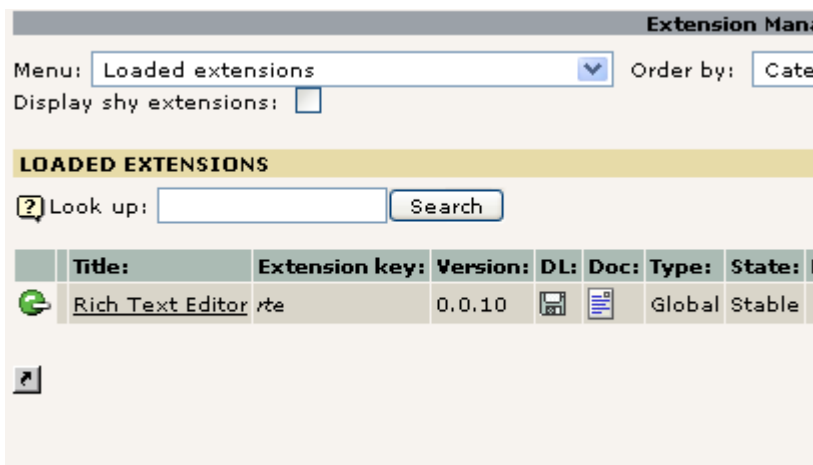 Extension Mana
Menu: Loaded extensions Order by: Cate
Display shy extensions:
LOADED EXTENSIONS
? Look up: Search
Title: Extension key: Version: DL: Doc: Type: State:
Rich Text Editor rte 0.0.10 Global Stable